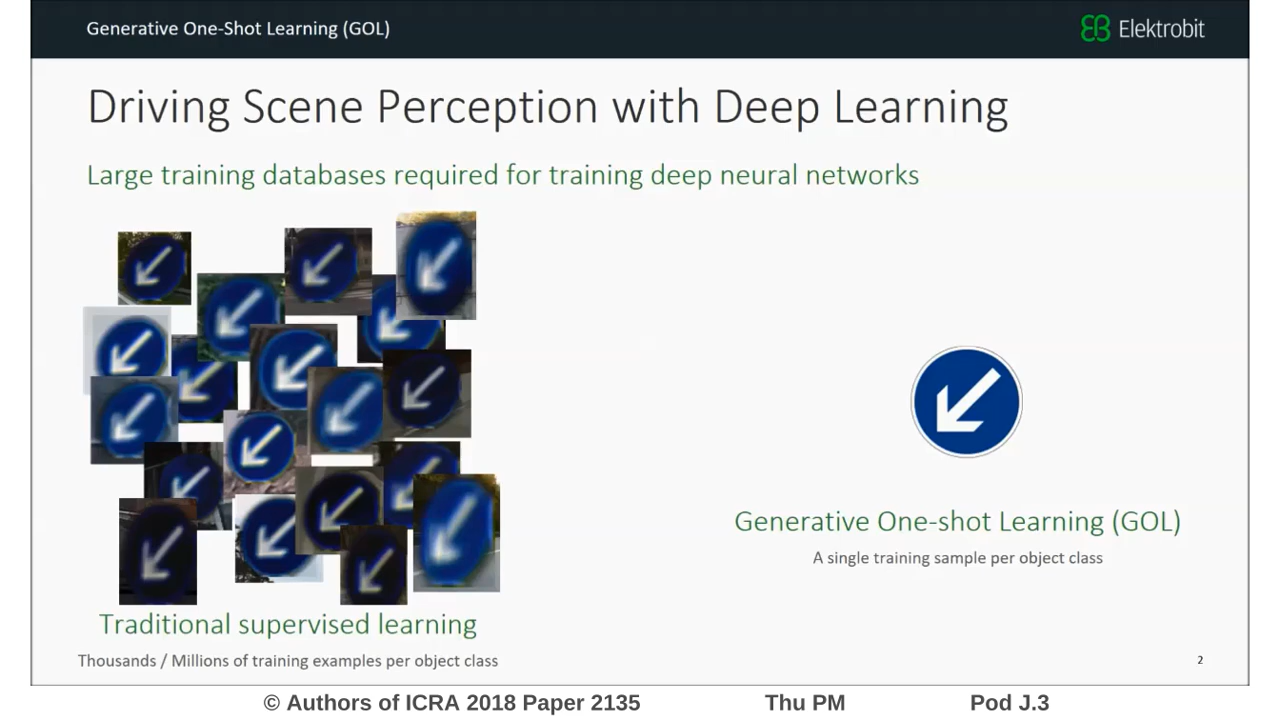 Generative One-Shot Learning (GOL)
Elektrobit
Driving Scene Perception with Deep Learning
Large training databases required for training deep neural networks
Generative One-shot Learning (GOL)
A single training sample per object class
Traditional supervised learning
Thousands / Millions of training examples per object class
2
© Authors of ICRA 2018 Paper 2135 Thu PM Pod J.3